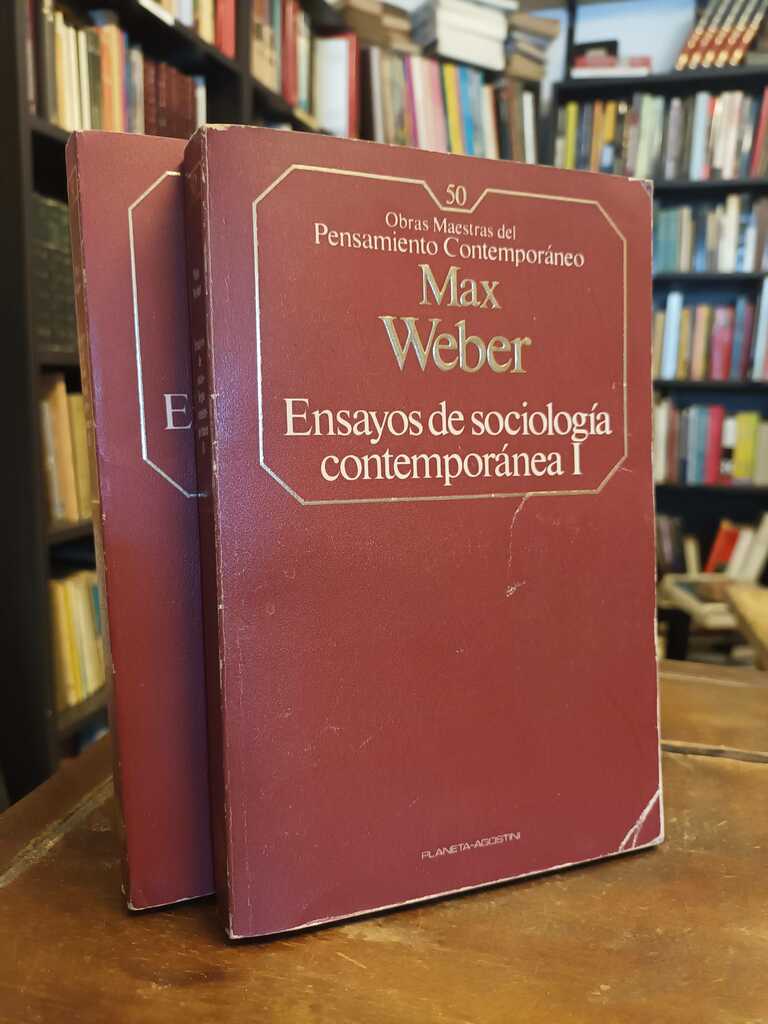 50
Obras Maestras del
Pensamiento Contemporáneo
Max
Weber
Ensayos de sociología
contemporánea I
PLANETA-AGOSTINI
E